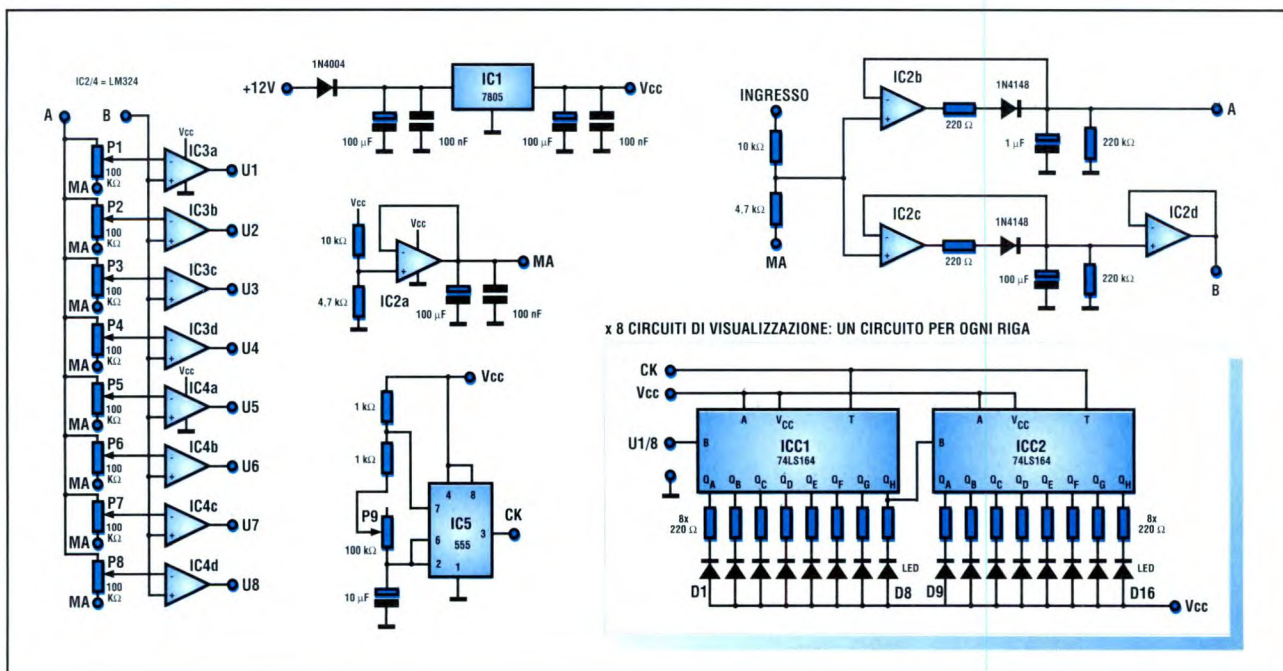 IC2/4 = LM324
A
B
Vcc
P1
100
KΩ
MA
IC3a
U1
P2
100
KΩ
MA
IC3b
U2
P3
100
KΩ
MA
IC3c
U3
P4
100
KΩ
MA
IC3d
U4
Vcc
P5
100
KΩ
MA
IC4a
U5
P6
100
KΩ
MA
IC4b
U6
P7
100
KΩ
MA
IC4c
U7
P8
100
KΩ
MA
IC4d
U8
+12V
1N4004
IC1
7805
Vcc
100 µF
100 nF
100 µF
100 nF
Vcc
10 kΩ
4,7 kΩ
Vcc
IC2a
100 µF
100 nF
MA
Vcc
1 kΩ
1 kΩ
P9
100 kΩ
10 µF
4
8
7
6
2
1
3
IC5
555
CK
INGRESSO
10 kΩ
4,7 kΩ
MA
IC2b
220 Ω
1N4148
1 µF
220 kΩ
A
IC2c
220 Ω
1N4148
100 µF
220 kΩ
IC2d
B
x 8 CIRCUITI DI VISUALIZZAZIONE: UN CIRCUITO PER OGNI RIGA
CK
Vcc
U1/8
A VCC T
B
ICC1
74LS164
QA QB QC QD QE QF QG QH
8x
220 Ω
LED
D1
D8
A VCC T
B
ICC2
74LS164
QA QB QC QD QE QF QG QH
8x
220 Ω
LED
D9
D16
Vcc